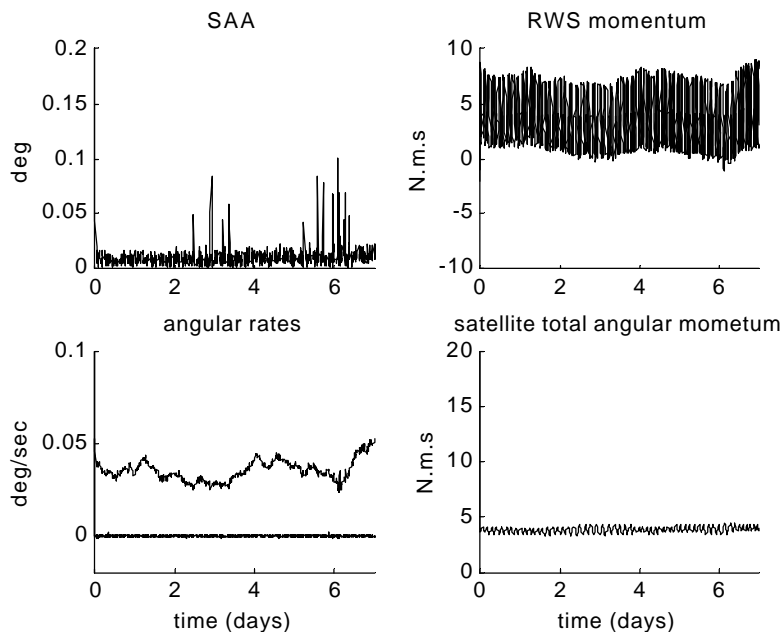 SAA
0.2
0.15
0.1
0.05
0
deg
0 2 4 6
RWS momentum
10
5
0
-5
-10
N.m.s
0 2 4 6
angular rates
0.1
0.05
0
deg/sec
0 2 4 6
time (days)
satellite total angular mometum
20
15
10
5
0
N.m.s
0 2 4 6
time (days)